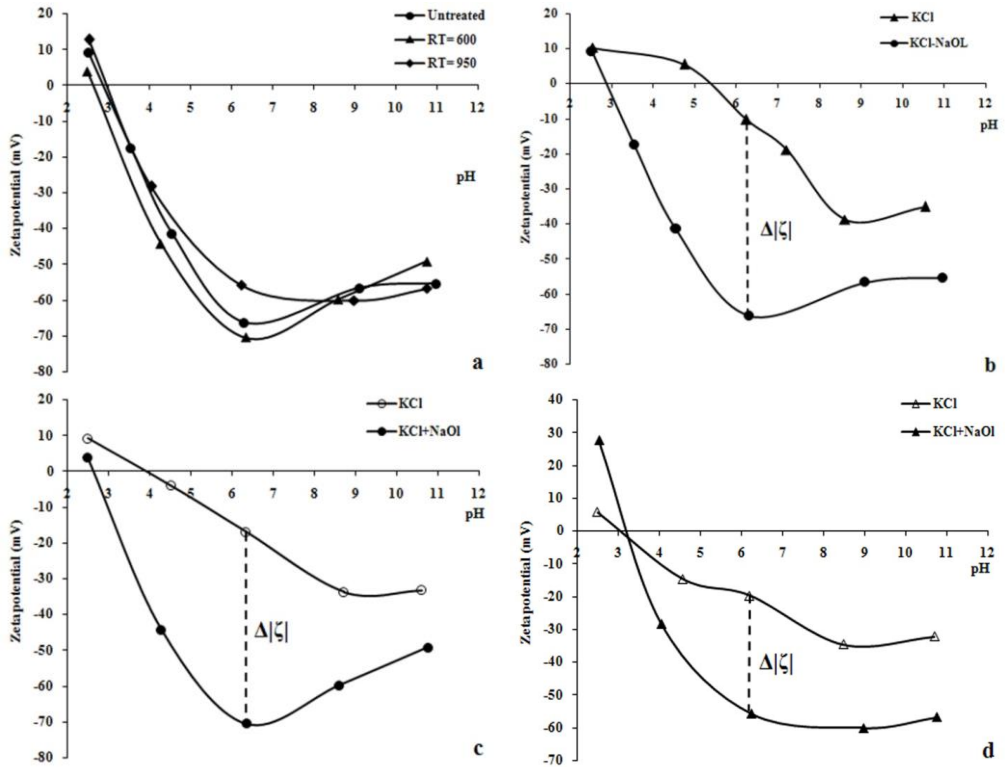 Untreated
RT=600
RT=950
20
10
0
-10
-20
-30
-40
-50
-60
-70
-80
2 3 4 5 6 7 8 9 10 11 12
pH
Zetapotential (mV)
a
KCl
KCl-NaOL
20
10
0
-10
-20
-30
-40
-50
-60
-70
-80
2 3 4 5 6 7 8 9 10 11 12
pH
Zetapotential (mV)
Δ|ζ|
b
KCl
KCl+NaOl
20
10
0
-10
-20
-30
-40
-50
-60
-70
-80
2 3 4 5 6 7 8 9 10 11 12
pH
Zetapotential (mV)
Δ|ζ|
c
KCl
KCl+NaOl
40
30
20
10
0
-10
-20
-30
-40
-50
-60
-70
2 3 4 5 6 7 8 9 10 11 12
pH
Zetapotential (mV)
Δ|ζ|
d